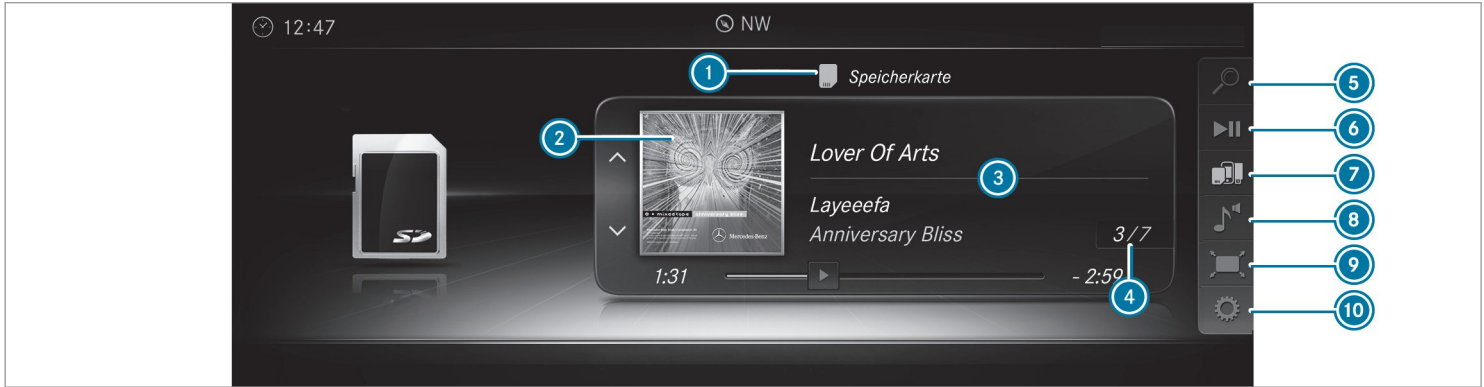 12:47
NW
1
Speicherkarte
5
2
Lover Of Arts
6
3
7
Layeeefa
8
Mercedes-Benz
Anniversary Bliss
3/7
SD
9
1:31
- 2:59
4
10